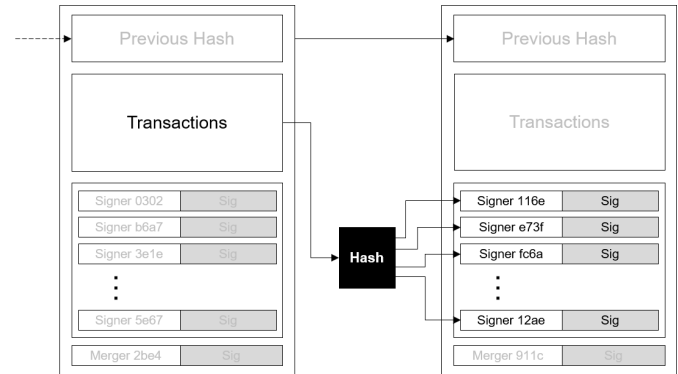 Previous Hash
Transactions
Signer 0302 Sig
Signer b6a7 Sig
Signer 3e1e Sig
Signer 5e67 Sig
Merger 2be4 Sig
Hash
Previous Hash
Transactions
Signer 116e Sig
Signer e73f Sig
Signer fc6a Sig
Signer 12ae Sig
Merger 911c Sig